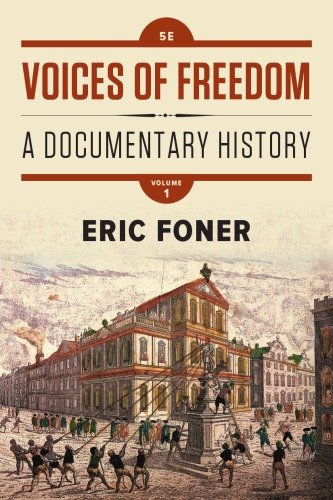 5E
VOICES OF FREEDOM
A DOCUMENTARY HISTORY
VOLUME
1
ERIC FONER